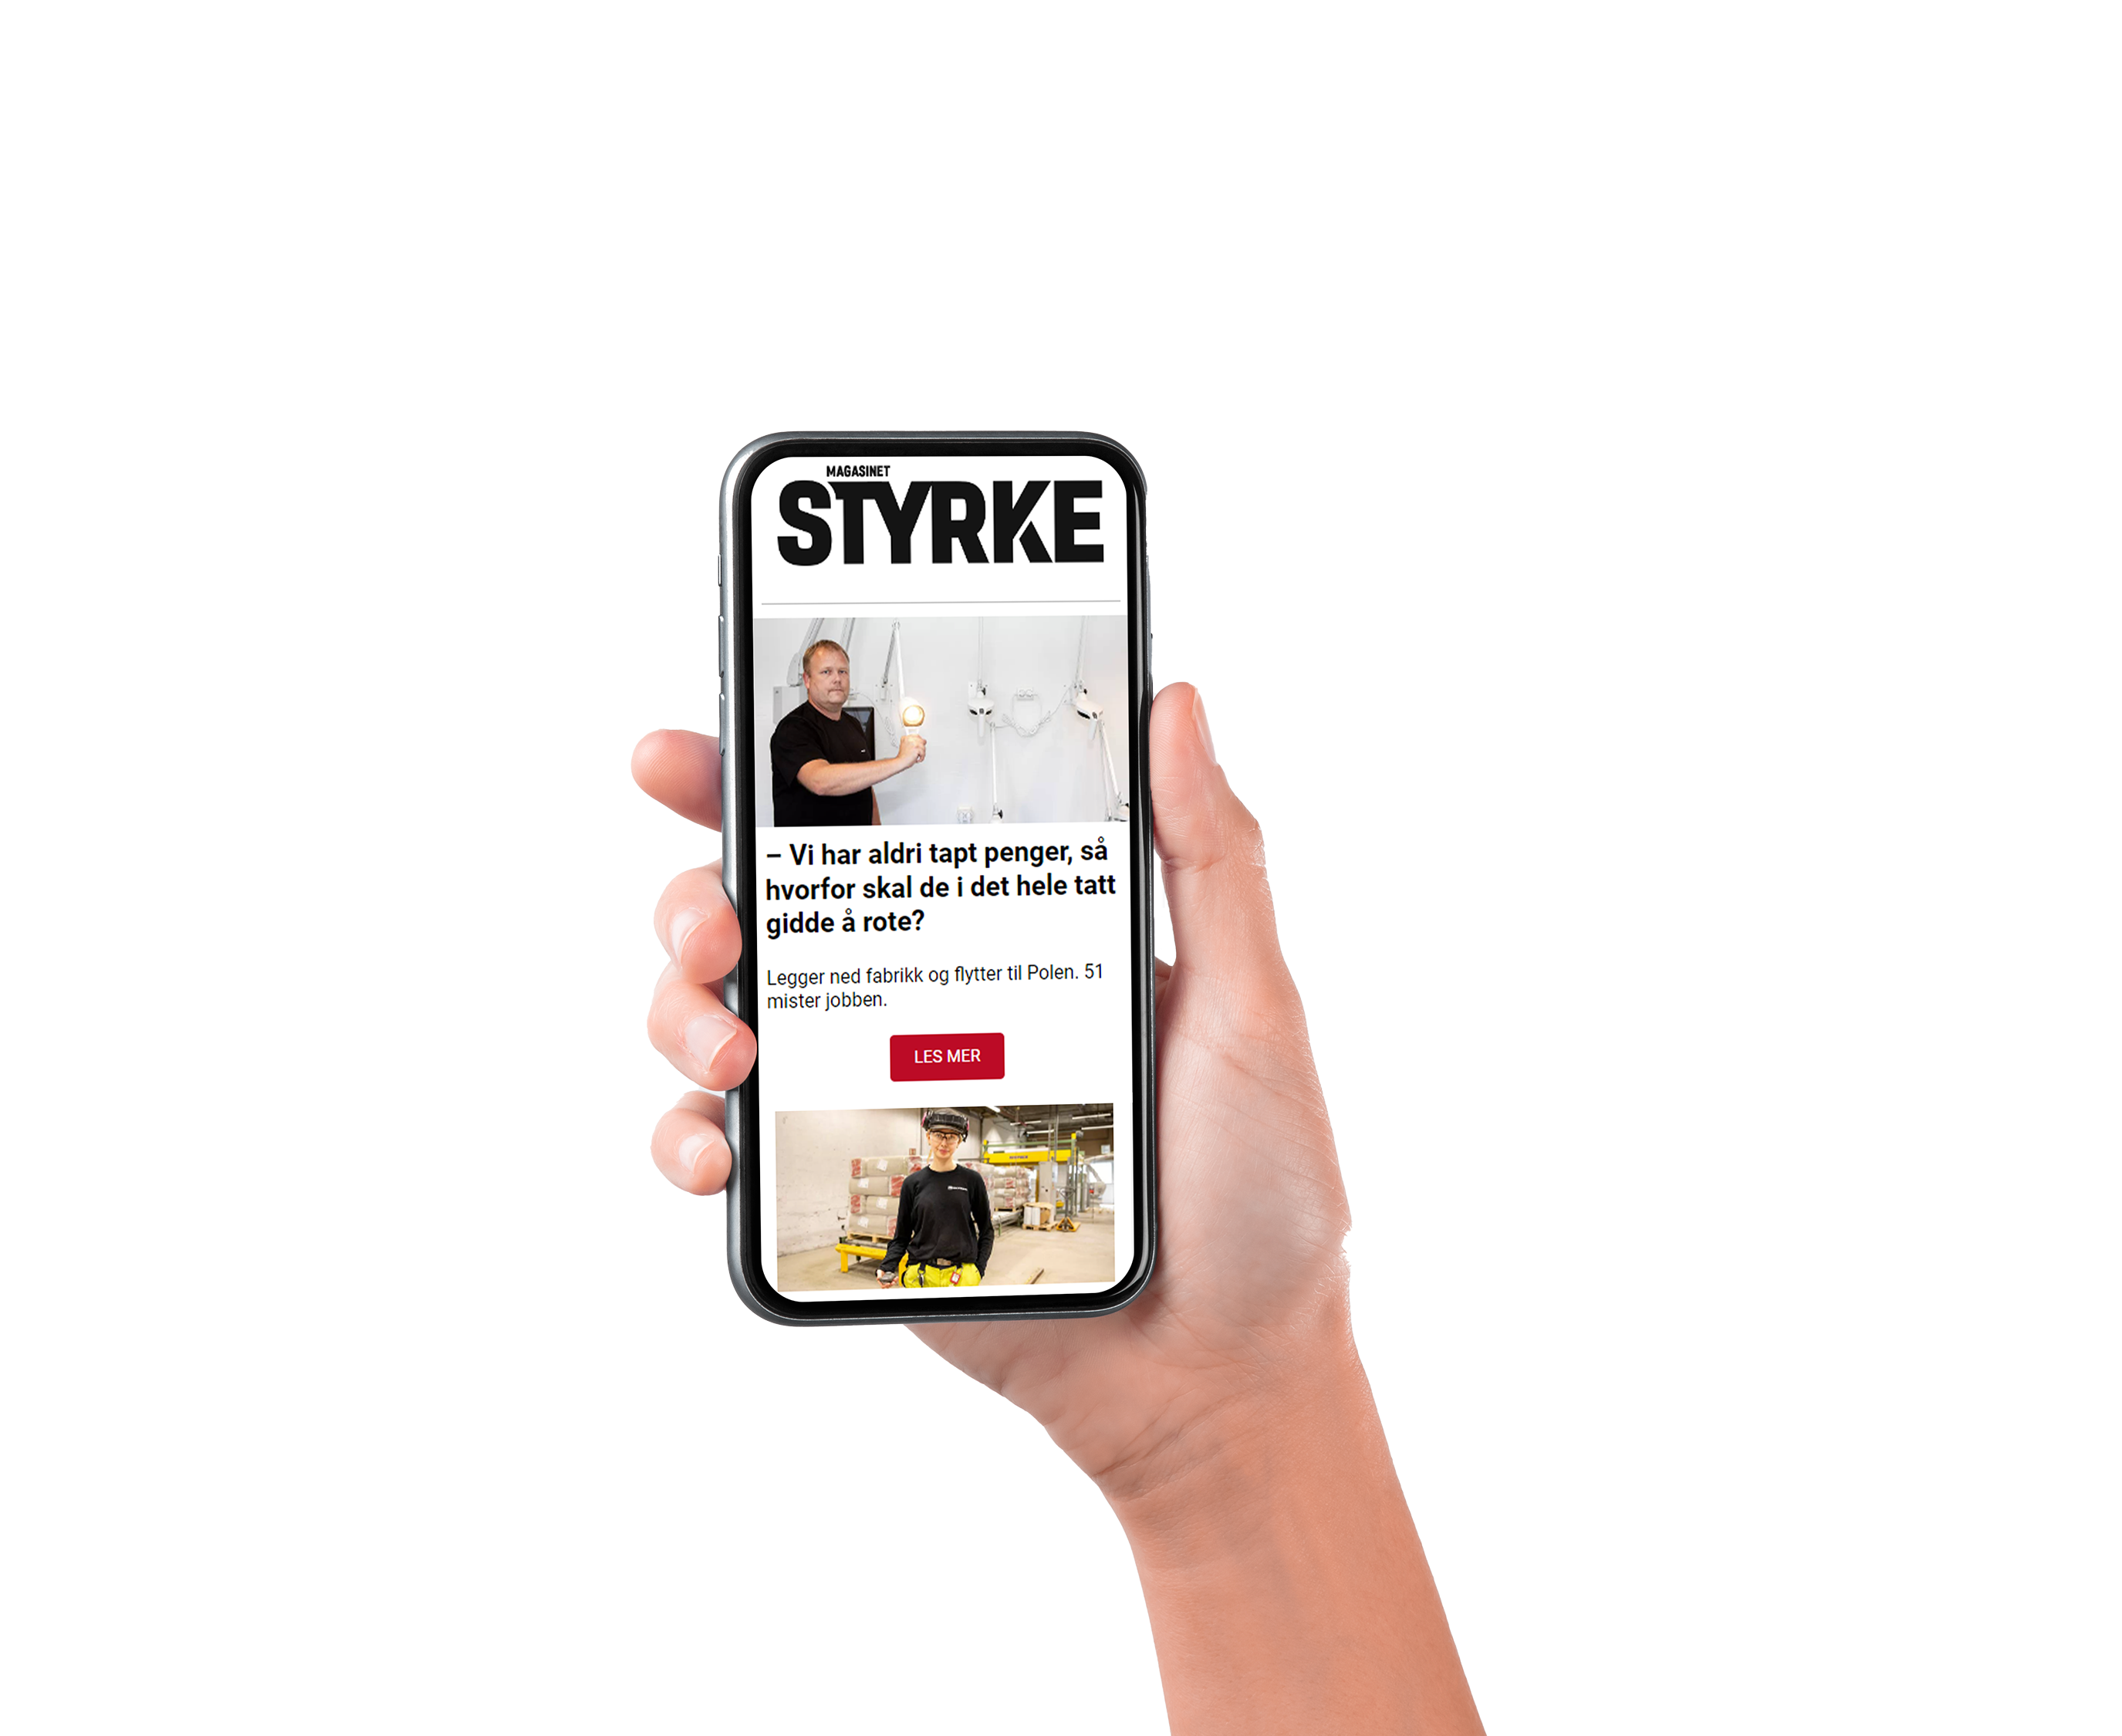 MAGASINET
STYRKE
– Vi har aldri tapt penger, så
hvorfor skal de i det hele tatt
gidde å rote?
Legger ned fabrikk og flytter til Polen. 51
mister jobben.
LES MER